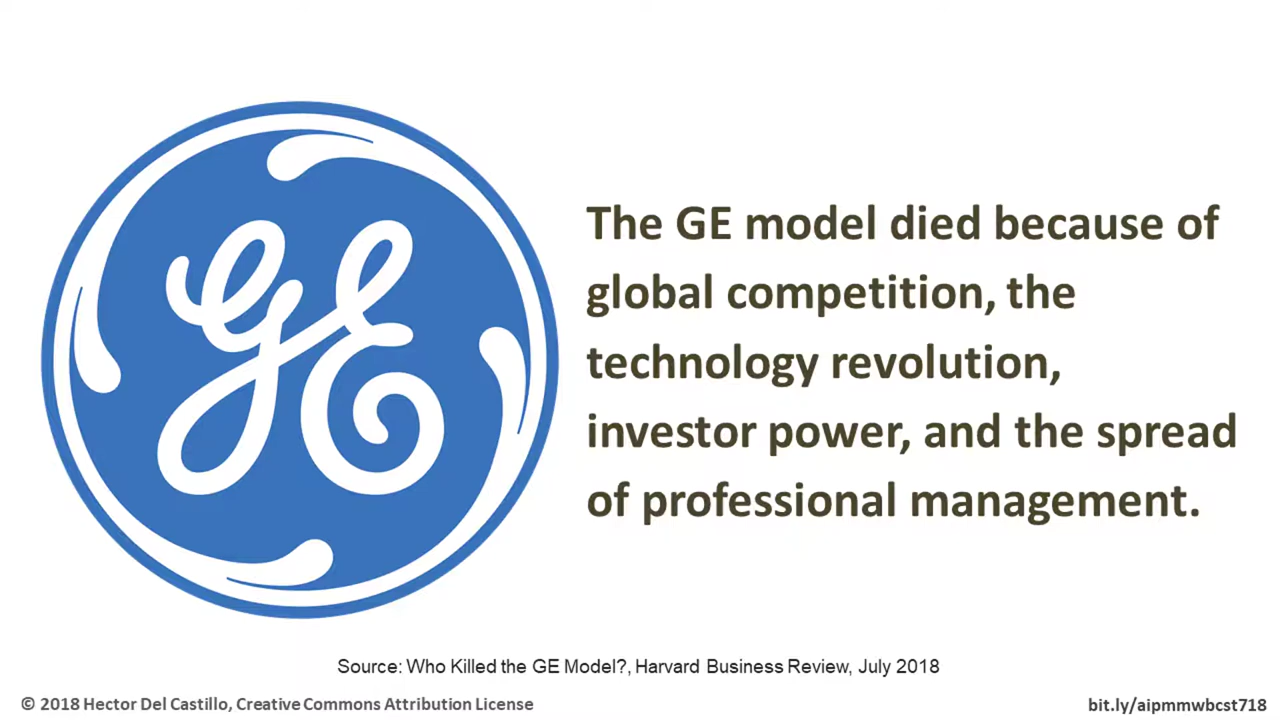 GE
The GE model died because of
global competition, the
technology revolution,
investor power, and the spread
of professional management.
Source: Who Killed the GE Model?, Harvard Business Review, July 2018
© 2018 Hector Del Castillo, Creative Commons Attribution License
bit.ly/aipmmwbcst718